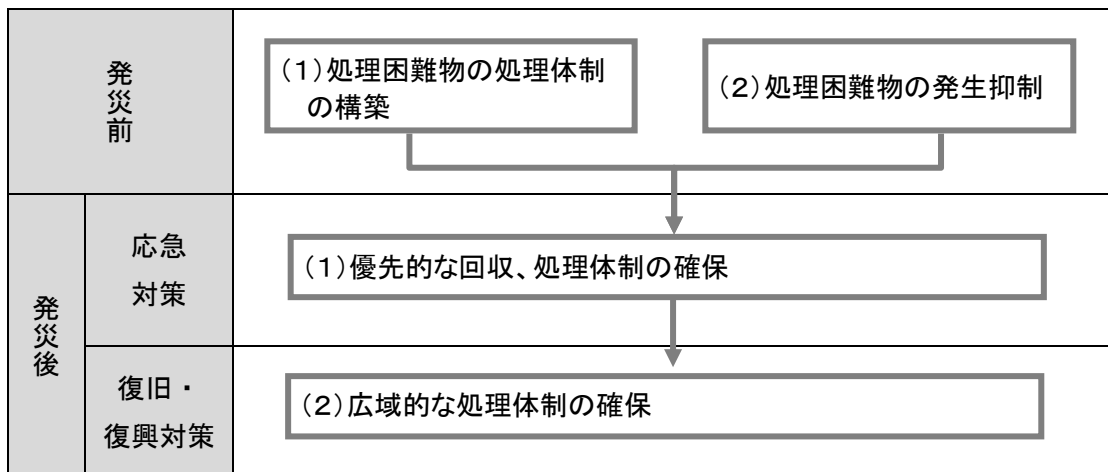 発災前
(1)処理困難物の処理体制
の構築
(2)処理困難物の発生抑制
発災後
応急
対策
(1)優先的な回収、処理体制の確保
復旧・
復興対策
(2)広域的な処理体制の確保